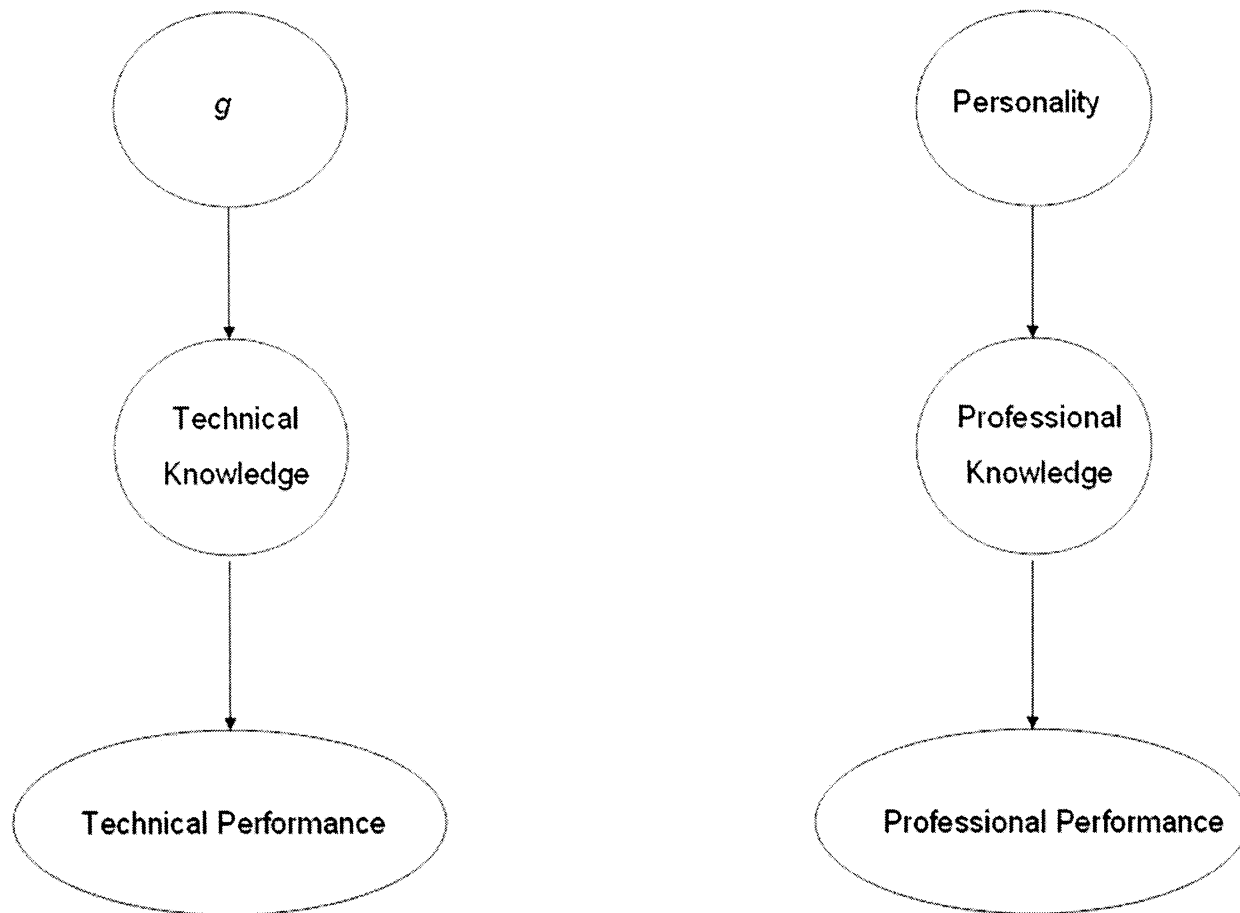 g
Personality
Technical
Knowledge
Professional
Knowledge
Technical Performance
Professional Performance